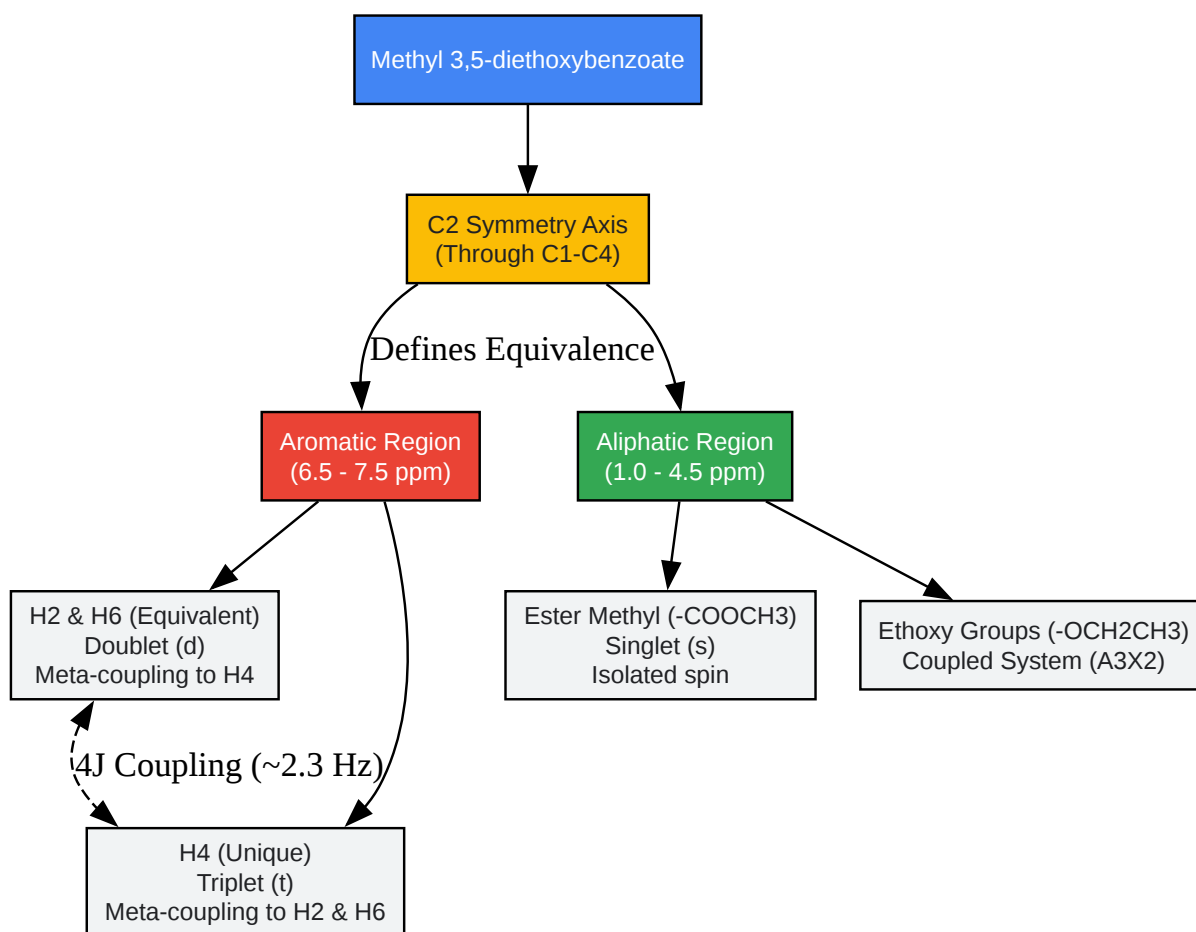 Methyl 3,5-diethoxybenzoate
C2 Symmetry Axis
(Through C1-C4)
Defines Equivalence
Aromatic Region
(6.5 - 7.5 ppm)
Aliphatic Region
(1.0 - 4.5 ppm)
H2 & H6 (Equivalent)
Doublet (d)
Meta-coupling to H4
Ester Methyl (-COOCH3)
Singlet (s)
Isolated spin
Ethoxy Groups (-OCH2CH3)
Coupled System (A3X2)
4J Coupling (~2.3 Hz)
H4 (Unique)
Triplet (t)
Meta-coupling to H2 & H6